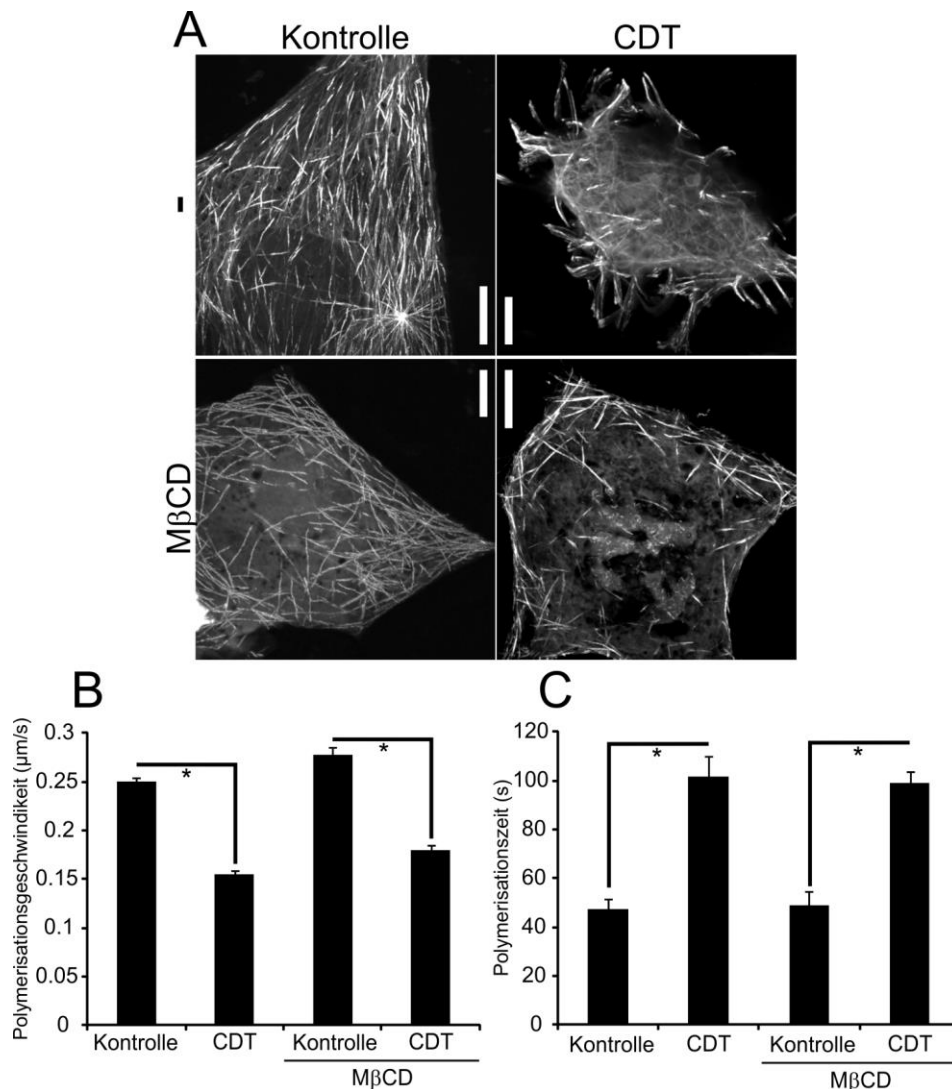 A
Kontrolle CDT
-
MβCD
B
Polymerisationsgeschwindikeit (µm/s)
0.3
0.25
0.2
0.15
0.1
0.05
0
*
*
Kontrolle CDT Kontrolle CDT
MβCD
C
Polymerisationszeit (s)
120
100
80
60
40
20
0
*
*
Kontrolle CDT Kontrolle CDT
MβCD